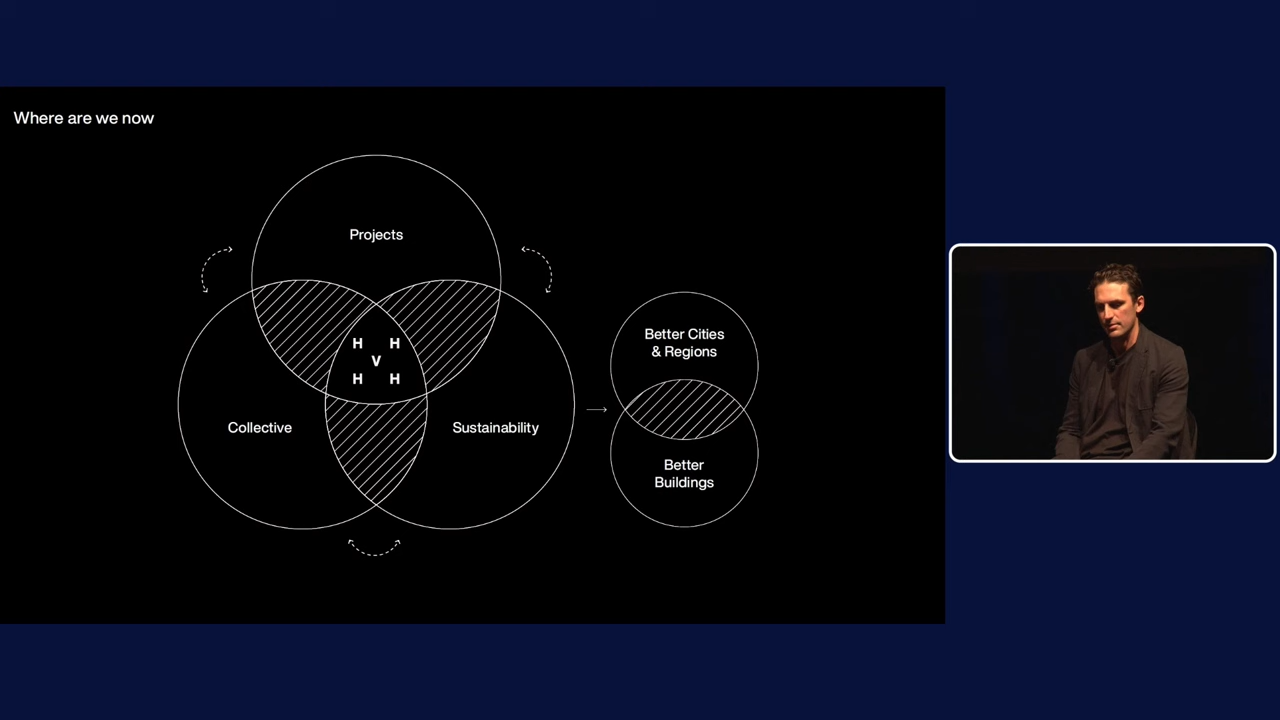 Where are we now
Projects
H H
V
H H
Collective
Sustainability
Better Cities
& Regions
Better
Buildings